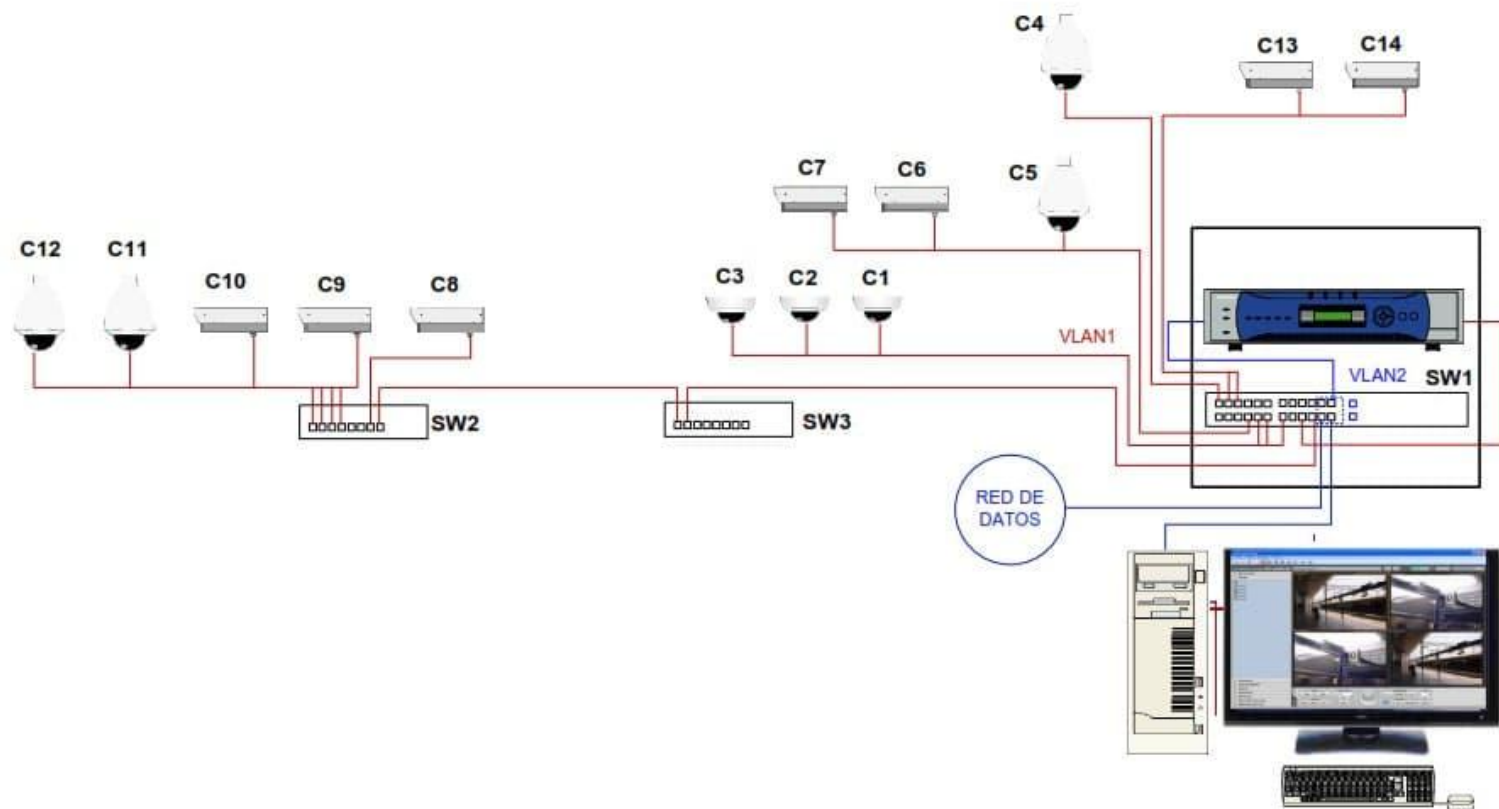 C4
C13
C14
C7
C6
C5
C12
C11
C10
C9
C8
C3
C2
C1
VLAN1
VLAN2
SW1
SW2
SW3
RED DE
DATOS